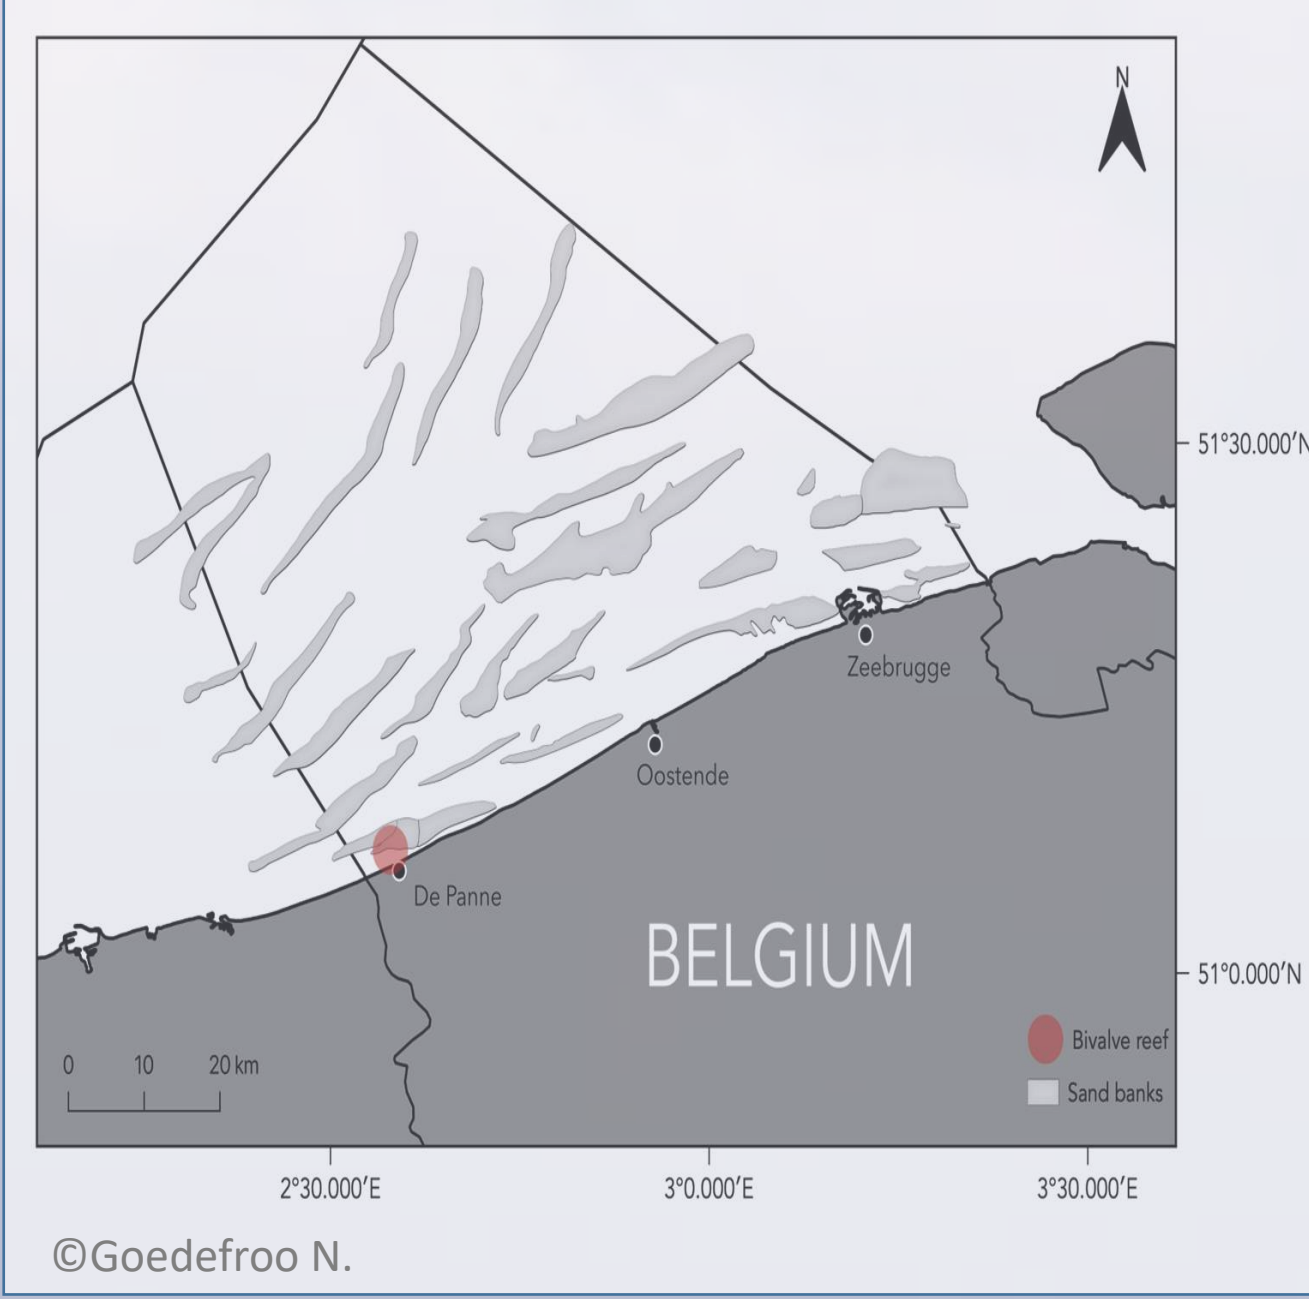 N
51°30.000'N
Zeebrugge
Oostende
De Panne
BELGIUM
51°0.000'N
Bivalve reef
0 10 20 km
Sand banks
2°30.000'E 3°0.000'E 3°30.000'E
©Goedefroo N.